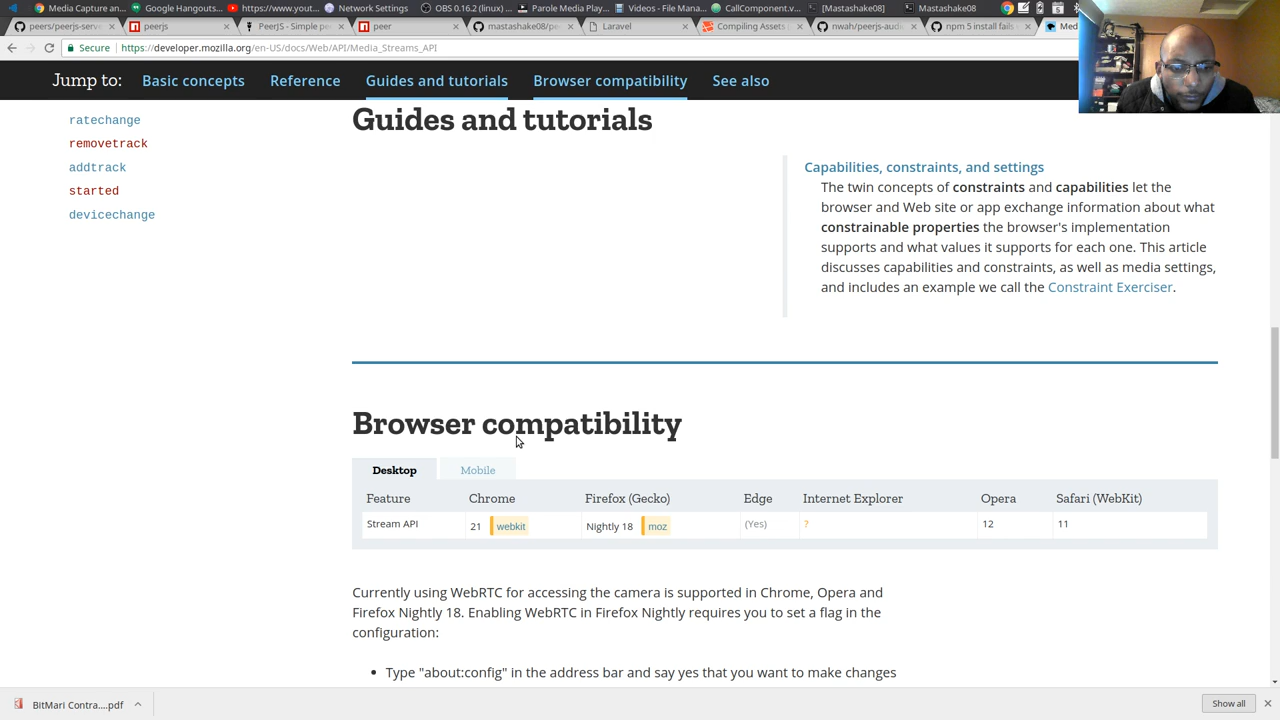 Media Capture an...
Google Hangouts...
https://www.yout...
Network Settings
OBS 0.16.2 (linux) ...
Parole Media Play...
Videos - File Mana...
CallComponent.v...
[Mastashake08]
Mastashake08
peers/peerjs-serve
peerjs
PeerJS - Simple pe
peer
mastashake08/pe
Laravel
Compiling Assets (
nwah/peerjs-audi
npm 5 install fails
Med
Secure https://developer.mozilla.org/en-US/docs/Web/API/Media_Streams_API
Jump to: Basic concepts Reference Guides and tutorials Browser compatibility See also
ratechange
removetrack
addtrack
started
devicechange
Guides and tutorials
Capabilities, constraints, and settings
The twin concepts of constraints and capabilities let the
browser and Web site or app exchange information about what
constrainable properties the browser's implementation
supports and what values it supports for each one. This article
discusses capabilities and constraints, as well as media settings,
and includes an example we call the Constraint Exerciser.
Browser compatibility
Desktop Mobile
Feature Chrome Firefox (Gecko) Edge Internet Explorer Opera Safari (WebKit)
Stream API 21 webkit Nightly 18 moz (Yes) ? 12 11
Currently using WebRTC for accessing the camera is supported in Chrome, Opera and
Firefox Nightly 18. Enabling WebRTC in Firefox Nightly requires you to set a flag in the
configuration:
• Type "about:config" in the address bar and say yes that you want to make changes
BitMari Contra....pdf
Show all